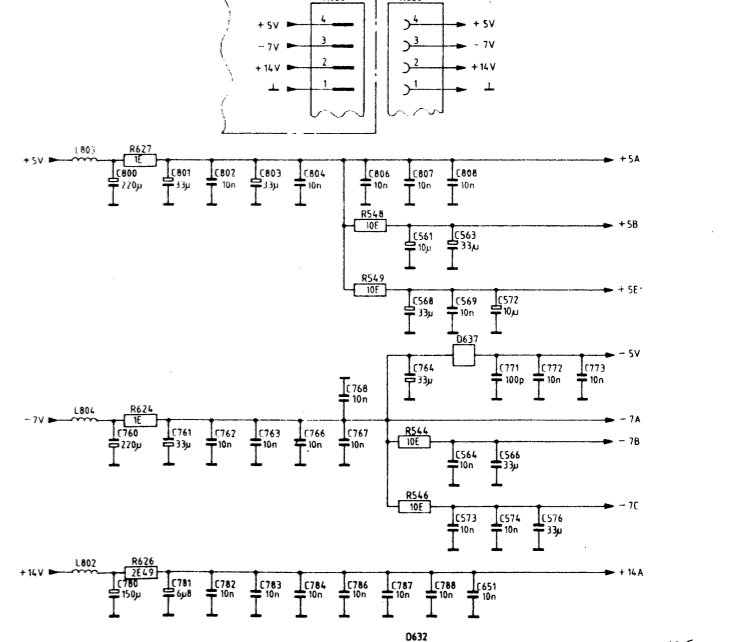 +5V 4 4 +5V
-7V 3 3 -7V
+14V 2 2 +14V
⊥ 1 1 ⊥
+5V L803 R627 1E C800 220µ C801 33µ C802 10n C803 33µ C804 10n C806 10n C807 10n C808 10n +5A
R548 10E C561 10µ C563 33µ +5B
R549 10E C568 33µ C569 10n C572 10µ +5E
D637 C764 33µ C771 100p C772 10n C773 10n -5V
C768 10n
-7V L804 R624 1E C760 220µ C761 33µ C762 10n C763 10n C766 10n C767 10n -7A
R544 10E C564 10n C566 33µ -7B
R546 10E C573 10n C574 10n C576 33µ -7C
+14V L802 R626 2E49 C780 150µ C781 6µ8 C782 10n C783 10n C784 10n C786 10n C787 10n C788 10n C651 10n +14A
D632